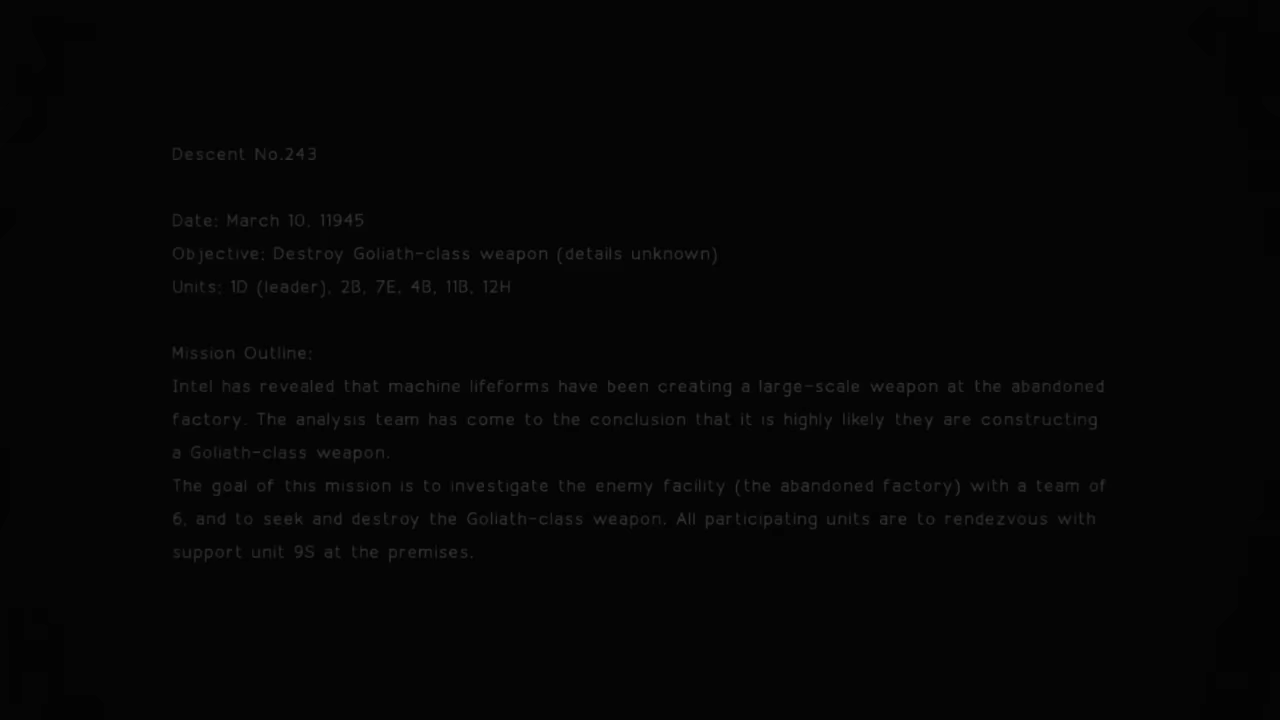 Descent No.243
Date: March 10, 11945
Objective: Destroy Goliath-class weapon (details unknown)
Units: 1D (leader), 2B, 7E, 4B, 11B, 12H
Mission Outline:
Intel has revealed that machine lifeforms have been creating a large-scale weapon at the abandoned
factory. The analysis team has come to the conclusion that it is highly likely they are constructing
a Goliath-class weapon.
The goal of this mission is to investigate the enemy facility (the abandoned factory) with a team of
6, and to seek and destroy the Goliath-class weapon. All participating units are to rendezvous with
support unit 9S at the premises.